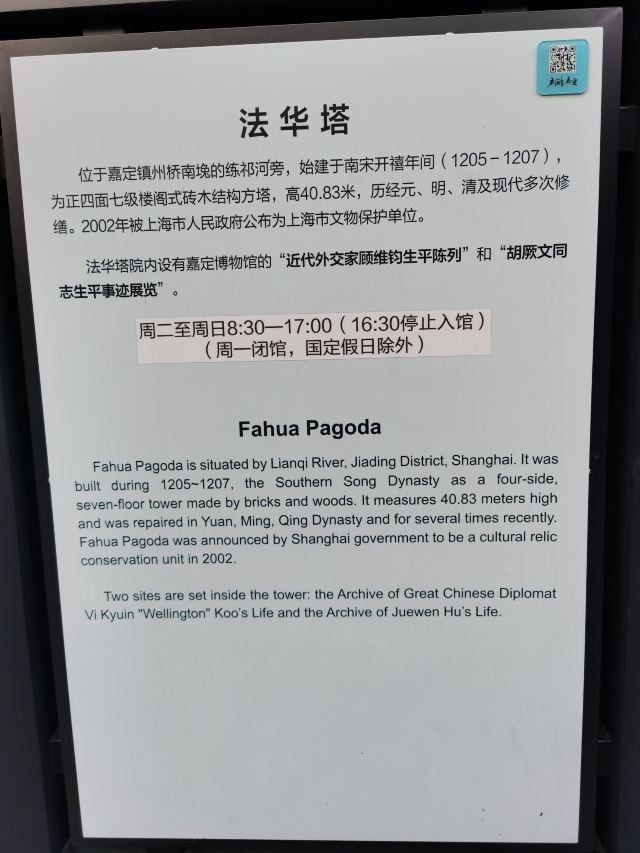 法华塔
位于嘉定镇州桥南堍的练祁河旁，始建于南宋开禧年间（1205－1207），
为正四面七级楼阁式砖木结构方塔，高40.83米，历经元、明、清及现代多次修
缮。2002年被上海市人民政府公布为上海市文物保护单位。
法华塔院内设有嘉定博物馆的“近代外交家顾维钧生平陈列”和“胡厥文同
志生平事迹展览”。
周二至周日8:30—17:00（16:30停止入馆）
（周一闭馆，国定假日除外）
Fahua Pagoda
Fahua Pagoda is situated by Lianqi River, Jiading District, Shanghai. It was
built during 1205~1207, the Southern Song Dynasty as a four-side,
seven-floor tower made by bricks and woods. It measures 40.83 meters high
and was repaired in Yuan, Ming, Qing Dynasty and for several times recently.
Fahua Pagoda was announced by Shanghai government to be a cultural relic
conservation unit in 2002.
Two sites are set inside the tower: the Archive of Great Chinese Diplomat
Vi Kyuin "Wellington" Koo's Life and the Archive of Juewen Hu's Life.